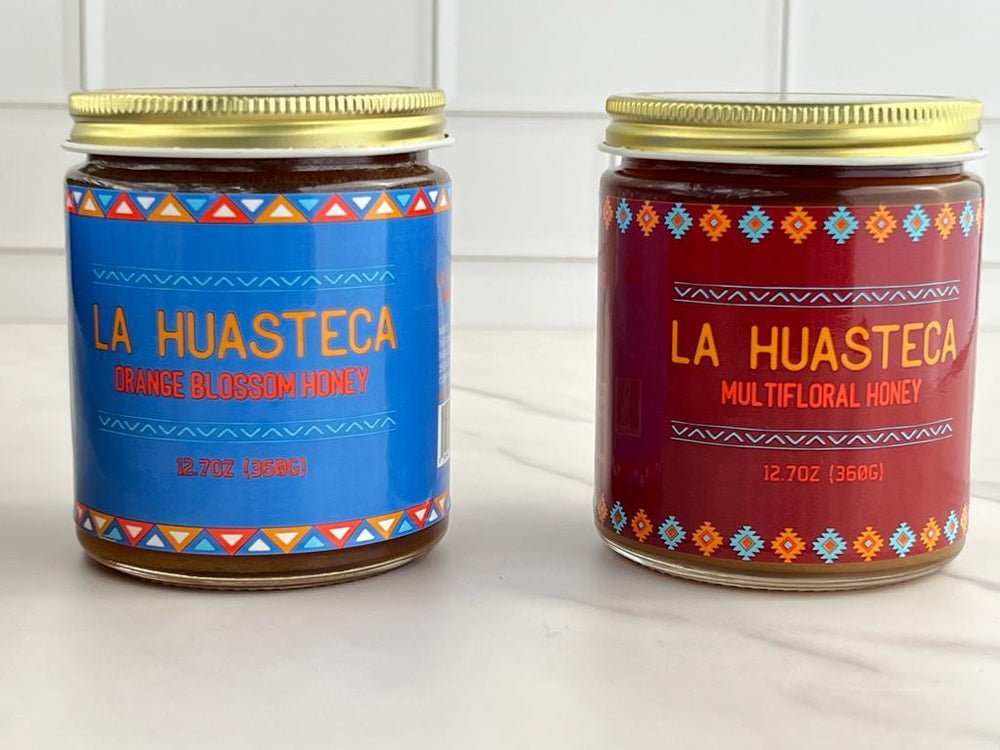 LA HUASTECA
ORANGE BLOSSOM HONEY
12.7OZ (360G)
LA HUASTECA
MULTIFLORAL HONEY
12.7OZ (360G)